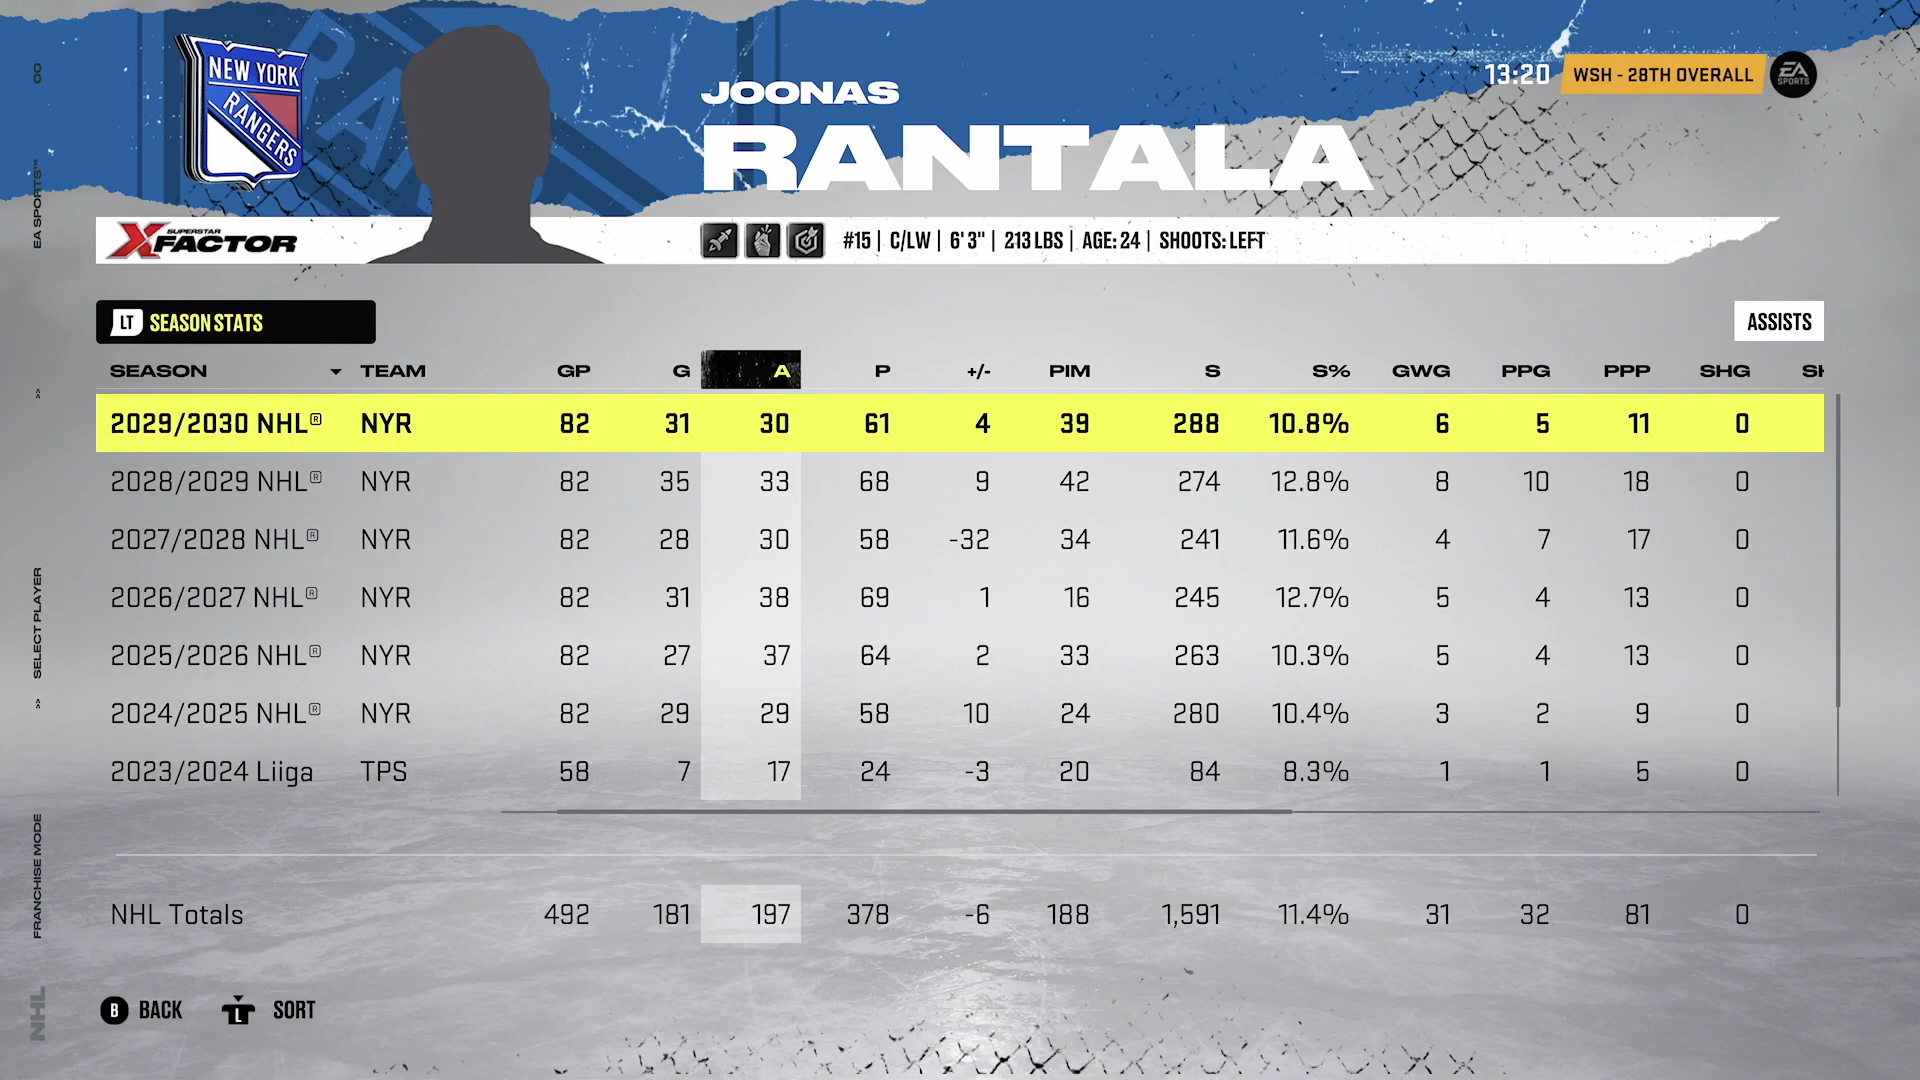 NEW YORK
RANGERS
JOONAS
RANTALA
13:20
WSH - 28TH OVERALL
EA
SPORTS
SUPERSTAR
XFACTOR
#15 | C/LW | 6' 3" | 213 LBS | AGE: 24 | SHOOTS: LEFT
LT SEASON STATS
ASSISTS
SEASON TEAM GP G A P +/- PIM S S% GWG PPG PPP SHG
2029/2030 NHL® NYR 82 31 30 61 4 39 288 10.8% 6 5 11 0
2028/2029 NHL® NYR 82 35 33 68 9 42 274 12.8% 8 10 18 0
2027/2028 NHL® NYR 82 28 30 58 -32 34 241 11.6% 4 7 17 0
2026/2027 NHL® NYR 82 31 38 69 1 16 245 12.7% 5 4 13 0
2025/2026 NHL® NYR 82 27 37 64 2 33 263 10.3% 5 4 13 0
2024/2025 NHL® NYR 82 29 29 58 10 24 280 10.4% 3 2 9 0
2023/2024 Liiga TPS 58 7 17 24 -3 20 84 8.3% 1 1 5 0
NHL Totals 492 181 197 378 -6 188 1,591 11.4% 31 32 81 0
B BACK L SORT
NHL FRANCHISE MODE >> SELECT PLAYER >> EA SPORTS™